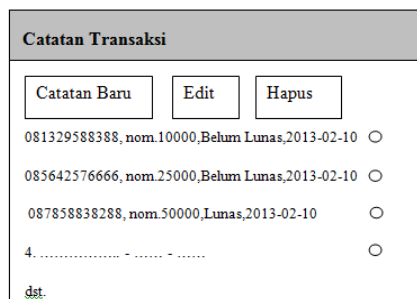 Catatan Transaksi
Catatan Baru Edit Hapus
081329588388, nom.10000,Belum Lunas,2013-02-10
085642576666, nom.25000,Belum Lunas,2013-02-10
087858838288, nom.50000,Lunas,2013-02-10
4. ................. - ...... - ......
dst.